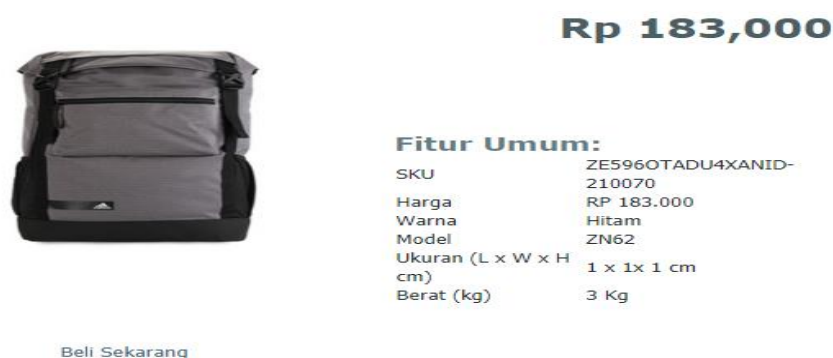 Rp 183,000
Fitur Umum:
SKU ZE596OTADU4XANID-
210070
Harga RP 183.000
Warna Hitam
Model ZN62
Ukuran (L x W x H
cm) 1 x 1x 1 cm
Berat (kg) 3 Kg
Beli Sekarang